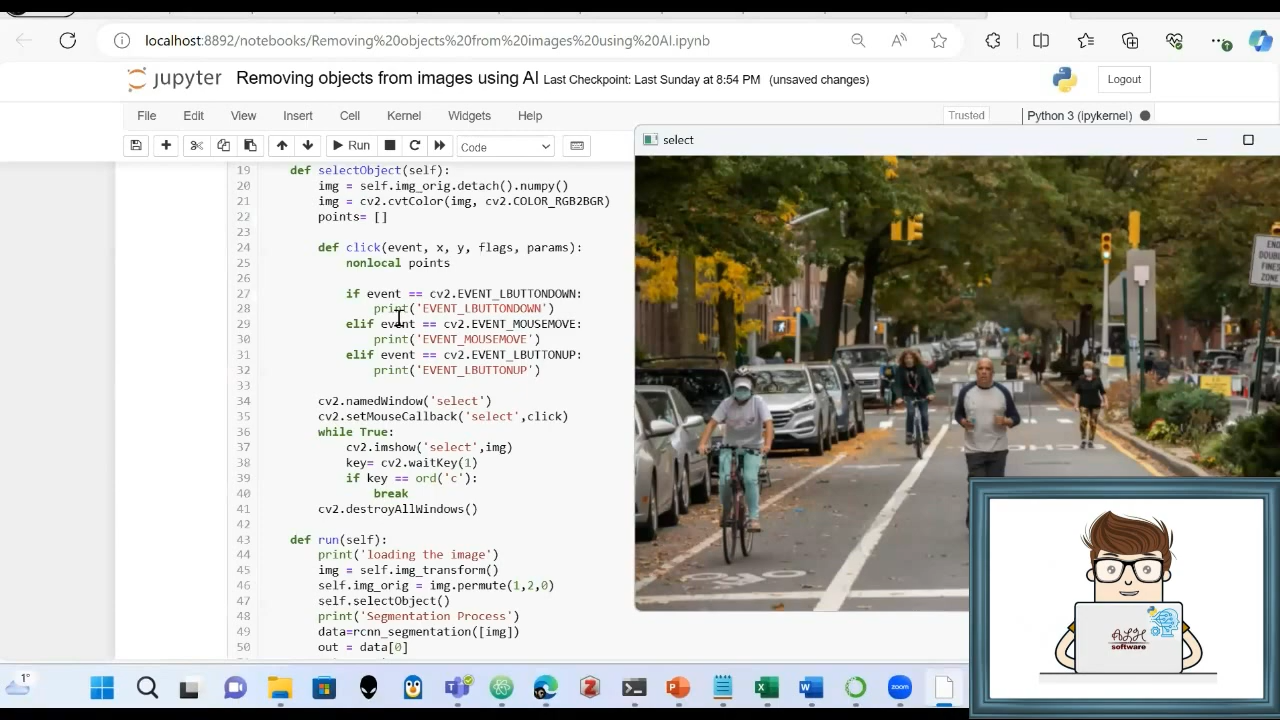 localhost:8892/notebooks/Removing%20objects%20from%20images%20using%20AI.ipynb
jupyter Removing objects from images using AI Last Checkpoint: Last Sunday at 8:54 PM (unsaved changes) Logout
File Edit View Insert Cell Kernel Widgets Help Trusted Python 3 (ipykernel)
Run Code
select
19 def selectObject(self):
20 img = self.img_orig.detach().numpy()
21 img = cv2.cvtColor(img, cv2.COLOR_RGB2BGR)
22 points= []
23
24 def click(event, x, y, flags, params):
25 nonlocal points
26
27 if event == cv2.EVENT_LBUTTONDOWN:
28 print('EVENT_LBUTTONDOWN')
29 elif event == cv2.EVENT_MOUSEMOVE:
30 print('EVENT_MOUSEMOVE')
31 elif event == cv2.EVENT_LBUTTONUP:
32 print('EVENT_LBUTTONUP')
33
34 cv2.namedWindow('select')
35 cv2.setMouseCallback('select',click)
36 while True:
37 cv2.imshow('select',img)
38 key= cv2.waitKey(1)
39 if key == ord('c'):
40 break
41 cv2.destroyAllWindows()
42
43 def run(self):
44 print('loading the image')
45 img = self.img_transform()
46 self.img_orig = img.permute(1,2,0)
47 self.selectObject()
48 print('Segmentation Process')
49 data=rcnn_segmentation([img])
50 out = data[0]
END
DOUBLE
FINES
ZONE
software
1°
zoom